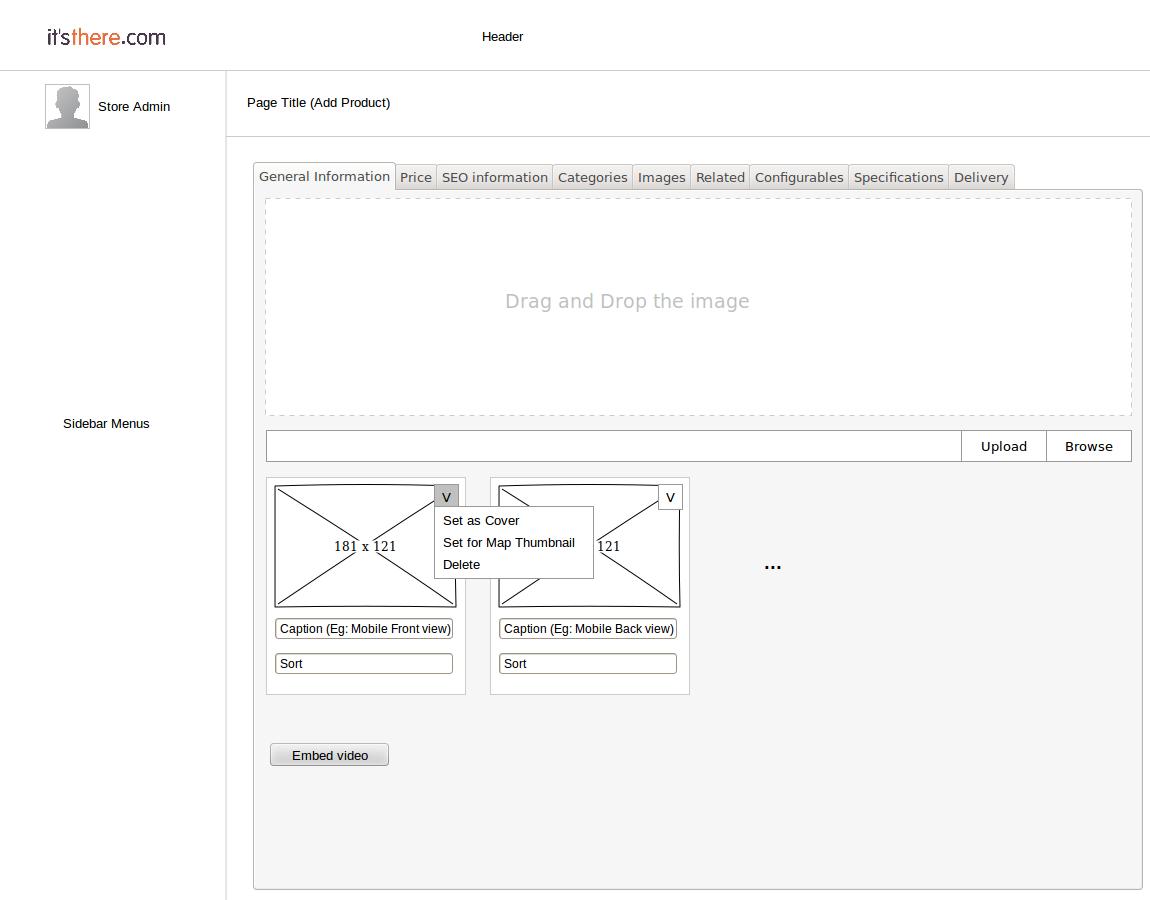 it'sthere.com
Header
Store Admin
Page Title (Add Product)
General Information Price SEO information Categories Images Related Configurables Specifications Delivery
Drag and Drop the image
Sidebar Menus
Upload Browse
V
V
Set as Cover
Set for Map Thumbnail
Delete
181 x 121
121
...
Caption (Eg: Mobile Front view)
Caption (Eg: Mobile Back view)
Sort
Sort
Embed video